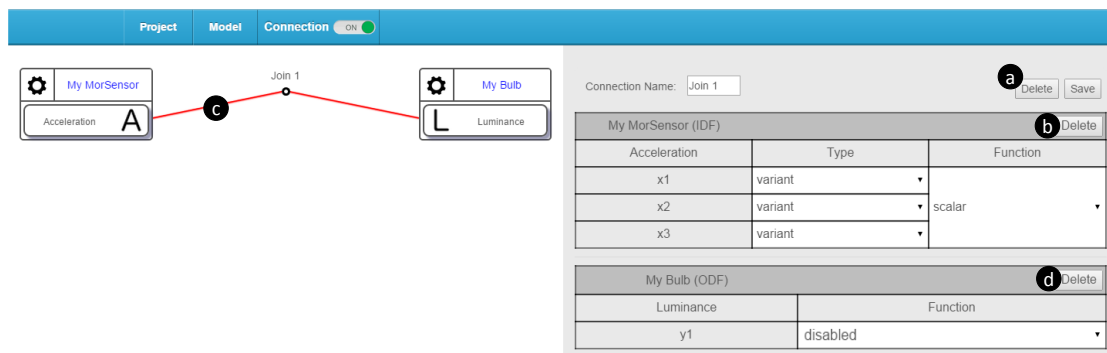 Project Model Connection ON
My MorSensor
Acceleration A
c
Join 1
My Bulb
L Luminance
Connection Name: Join 1
a
Delete Save
My MorSensor (IDF) b Delete
Acceleration Type Function
x1 variant
x2 variant scalar
x3 variant
My Bulb (ODF) d Delete
Luminance Function
y1 disabled